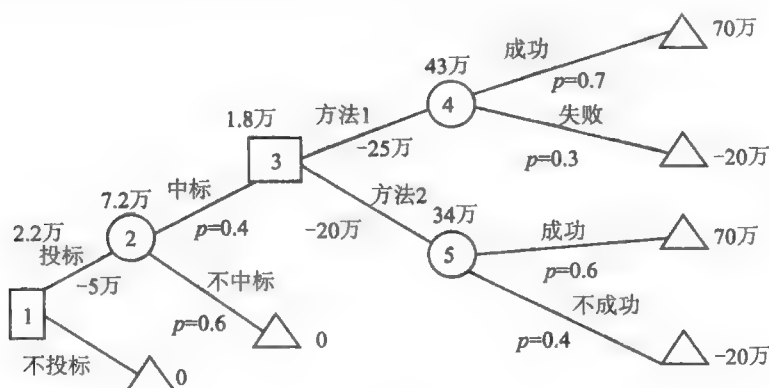 成功
70万
43万
4
p=0.7
失败
1.8万
方法1
3
-25万
p=0.3
-20万
中标
方法2
7.2万
2
p=0.4
-20万
34万
5
成功
70万
p=0.6
2.2万
投标
-5万
不中标
p=0.6
0
不成功
p=0.4
-20万
1
不投标
0